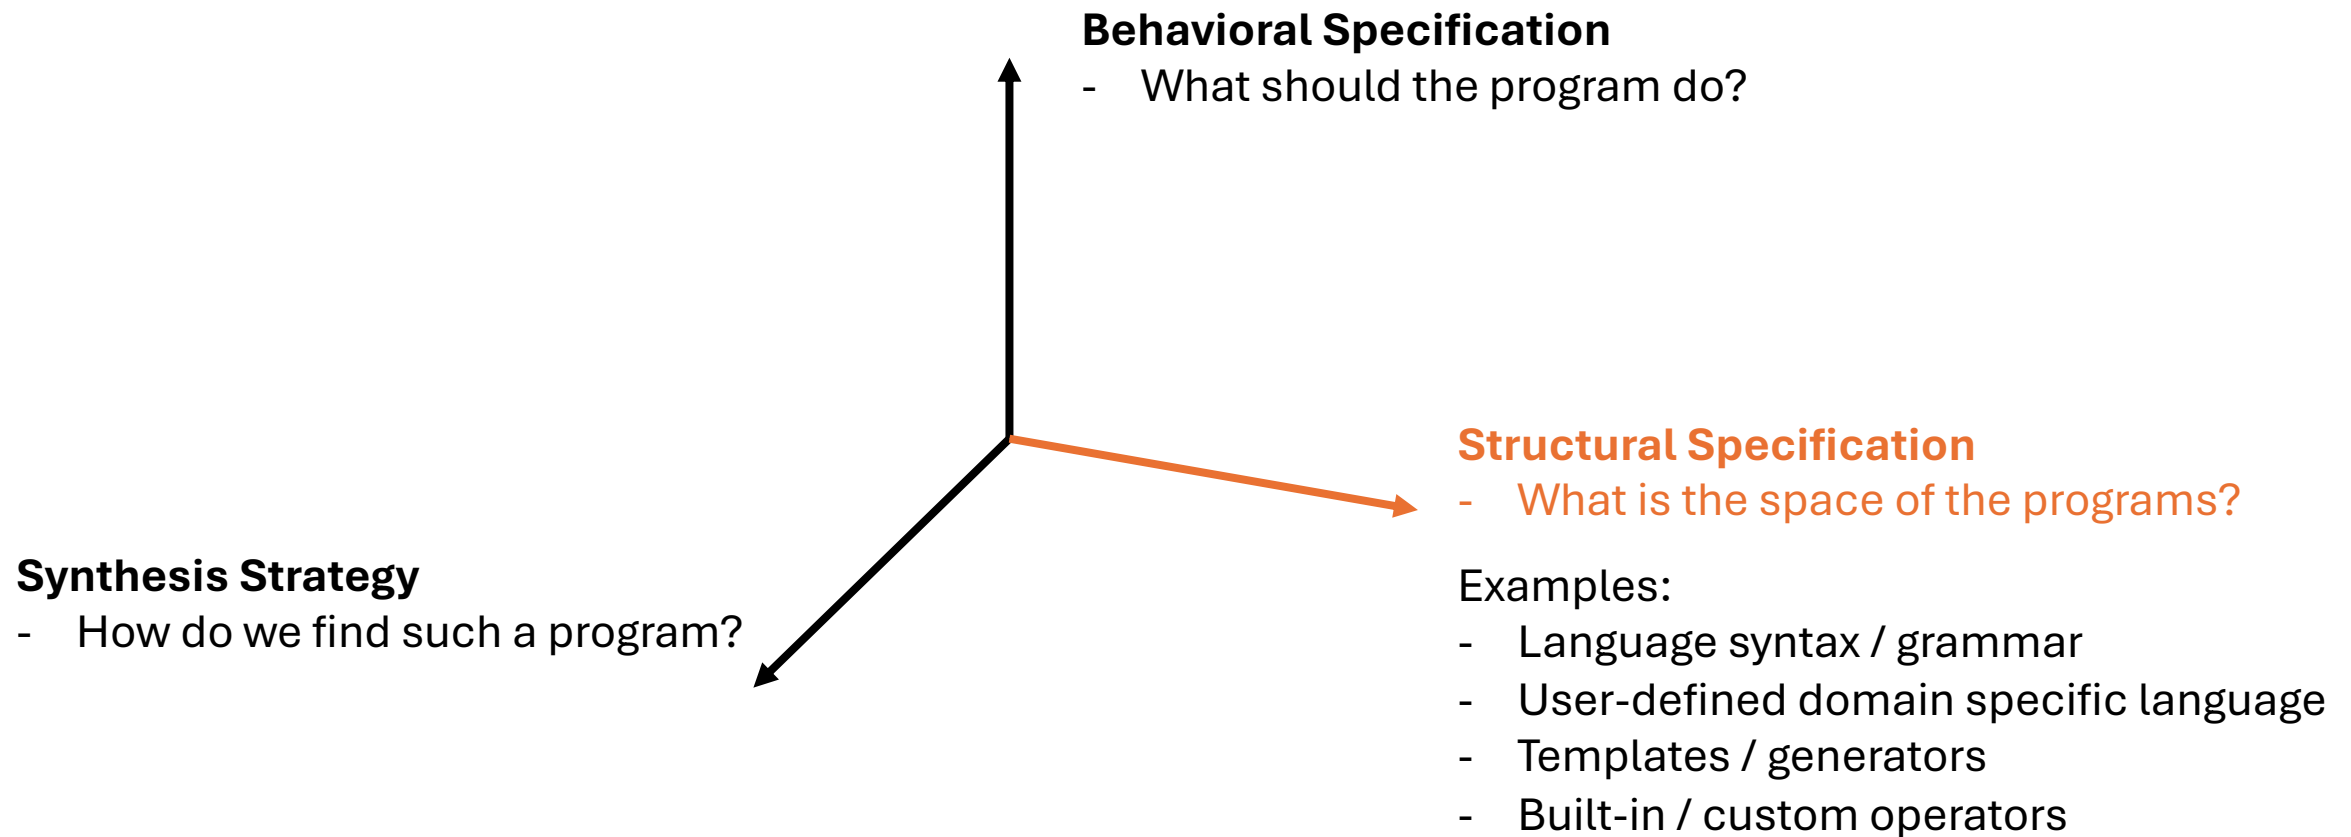 Behavioral Specification
- What should the program do?
Structural Specification
- What is the space of the programs?
Synthesis Strategy
- How do we find such a program?
Examples:
- Language syntax / grammar
- User-defined domain specific language
- Templates / generators
- Built-in / custom operators